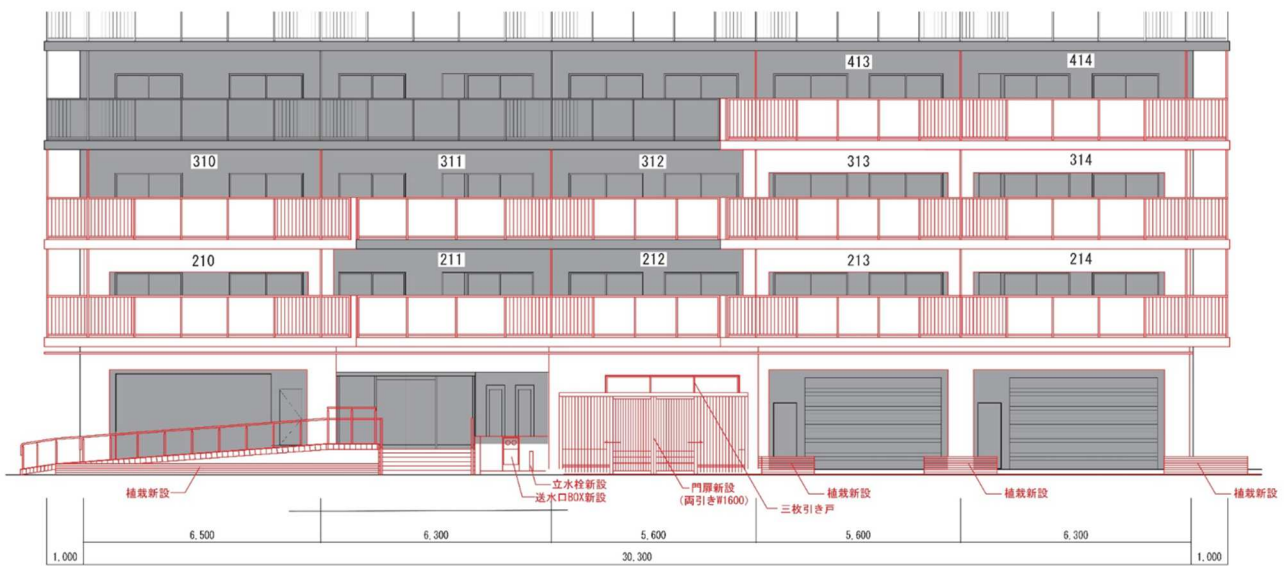 413
414
310
311
312
313
314
210
211
212
213
214
植栽新設
立水栓新設
送水口BOX新設
門扉新設
(両引きW1600)
三枚引き戸
植栽新設
植栽新設
植栽新設
6,500
6,300
5,600
5,600
6,300
1,000
30,300
1,000